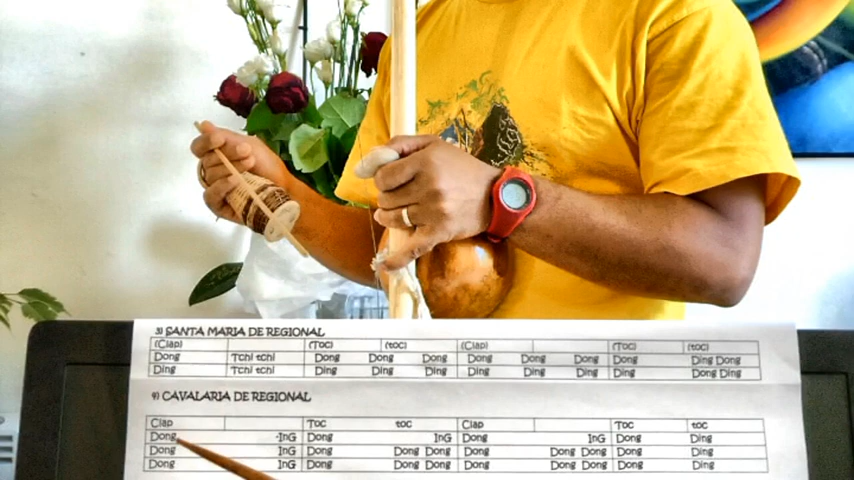 3) SANTA MARIA DE REGIONAL
(Clap) (Toc) (toc) (Clap) (Toc) (toc)
Dong Tchi tchi Dong Dong Dong Dong Dong Dong Dong Ding Dong
Ding Tchi tchi Ding Ding Ding Ding Ding Ding Ding Dong Ding
9) CAVALARIA DE REGIONAL
Clap Toc toc Clap Toc toc
Dong -InG Dong InG Dong InG Dong Ding
Dong InG Dong Dong Dong Dong Dong Dong Dong Ding
Dong InG Dong Dong Dong Dong Dong Dong Dong Ding